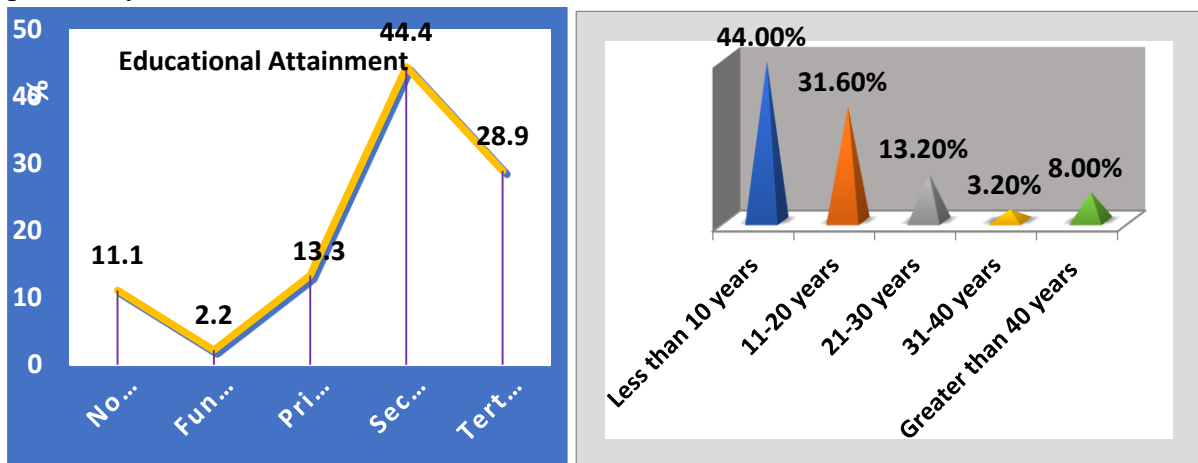 50
40
30
20
10
0
%
Educational Attainment
11.1
2.2
13.3
44.4
28.9
No...
Fun...
Pri...
Sec...
Tert...
44.00%
31.60%
13.20%
3.20%
8.00%
Less than 10 years
11-20 years
21-30 years
31-40 years
Greater than 40 years